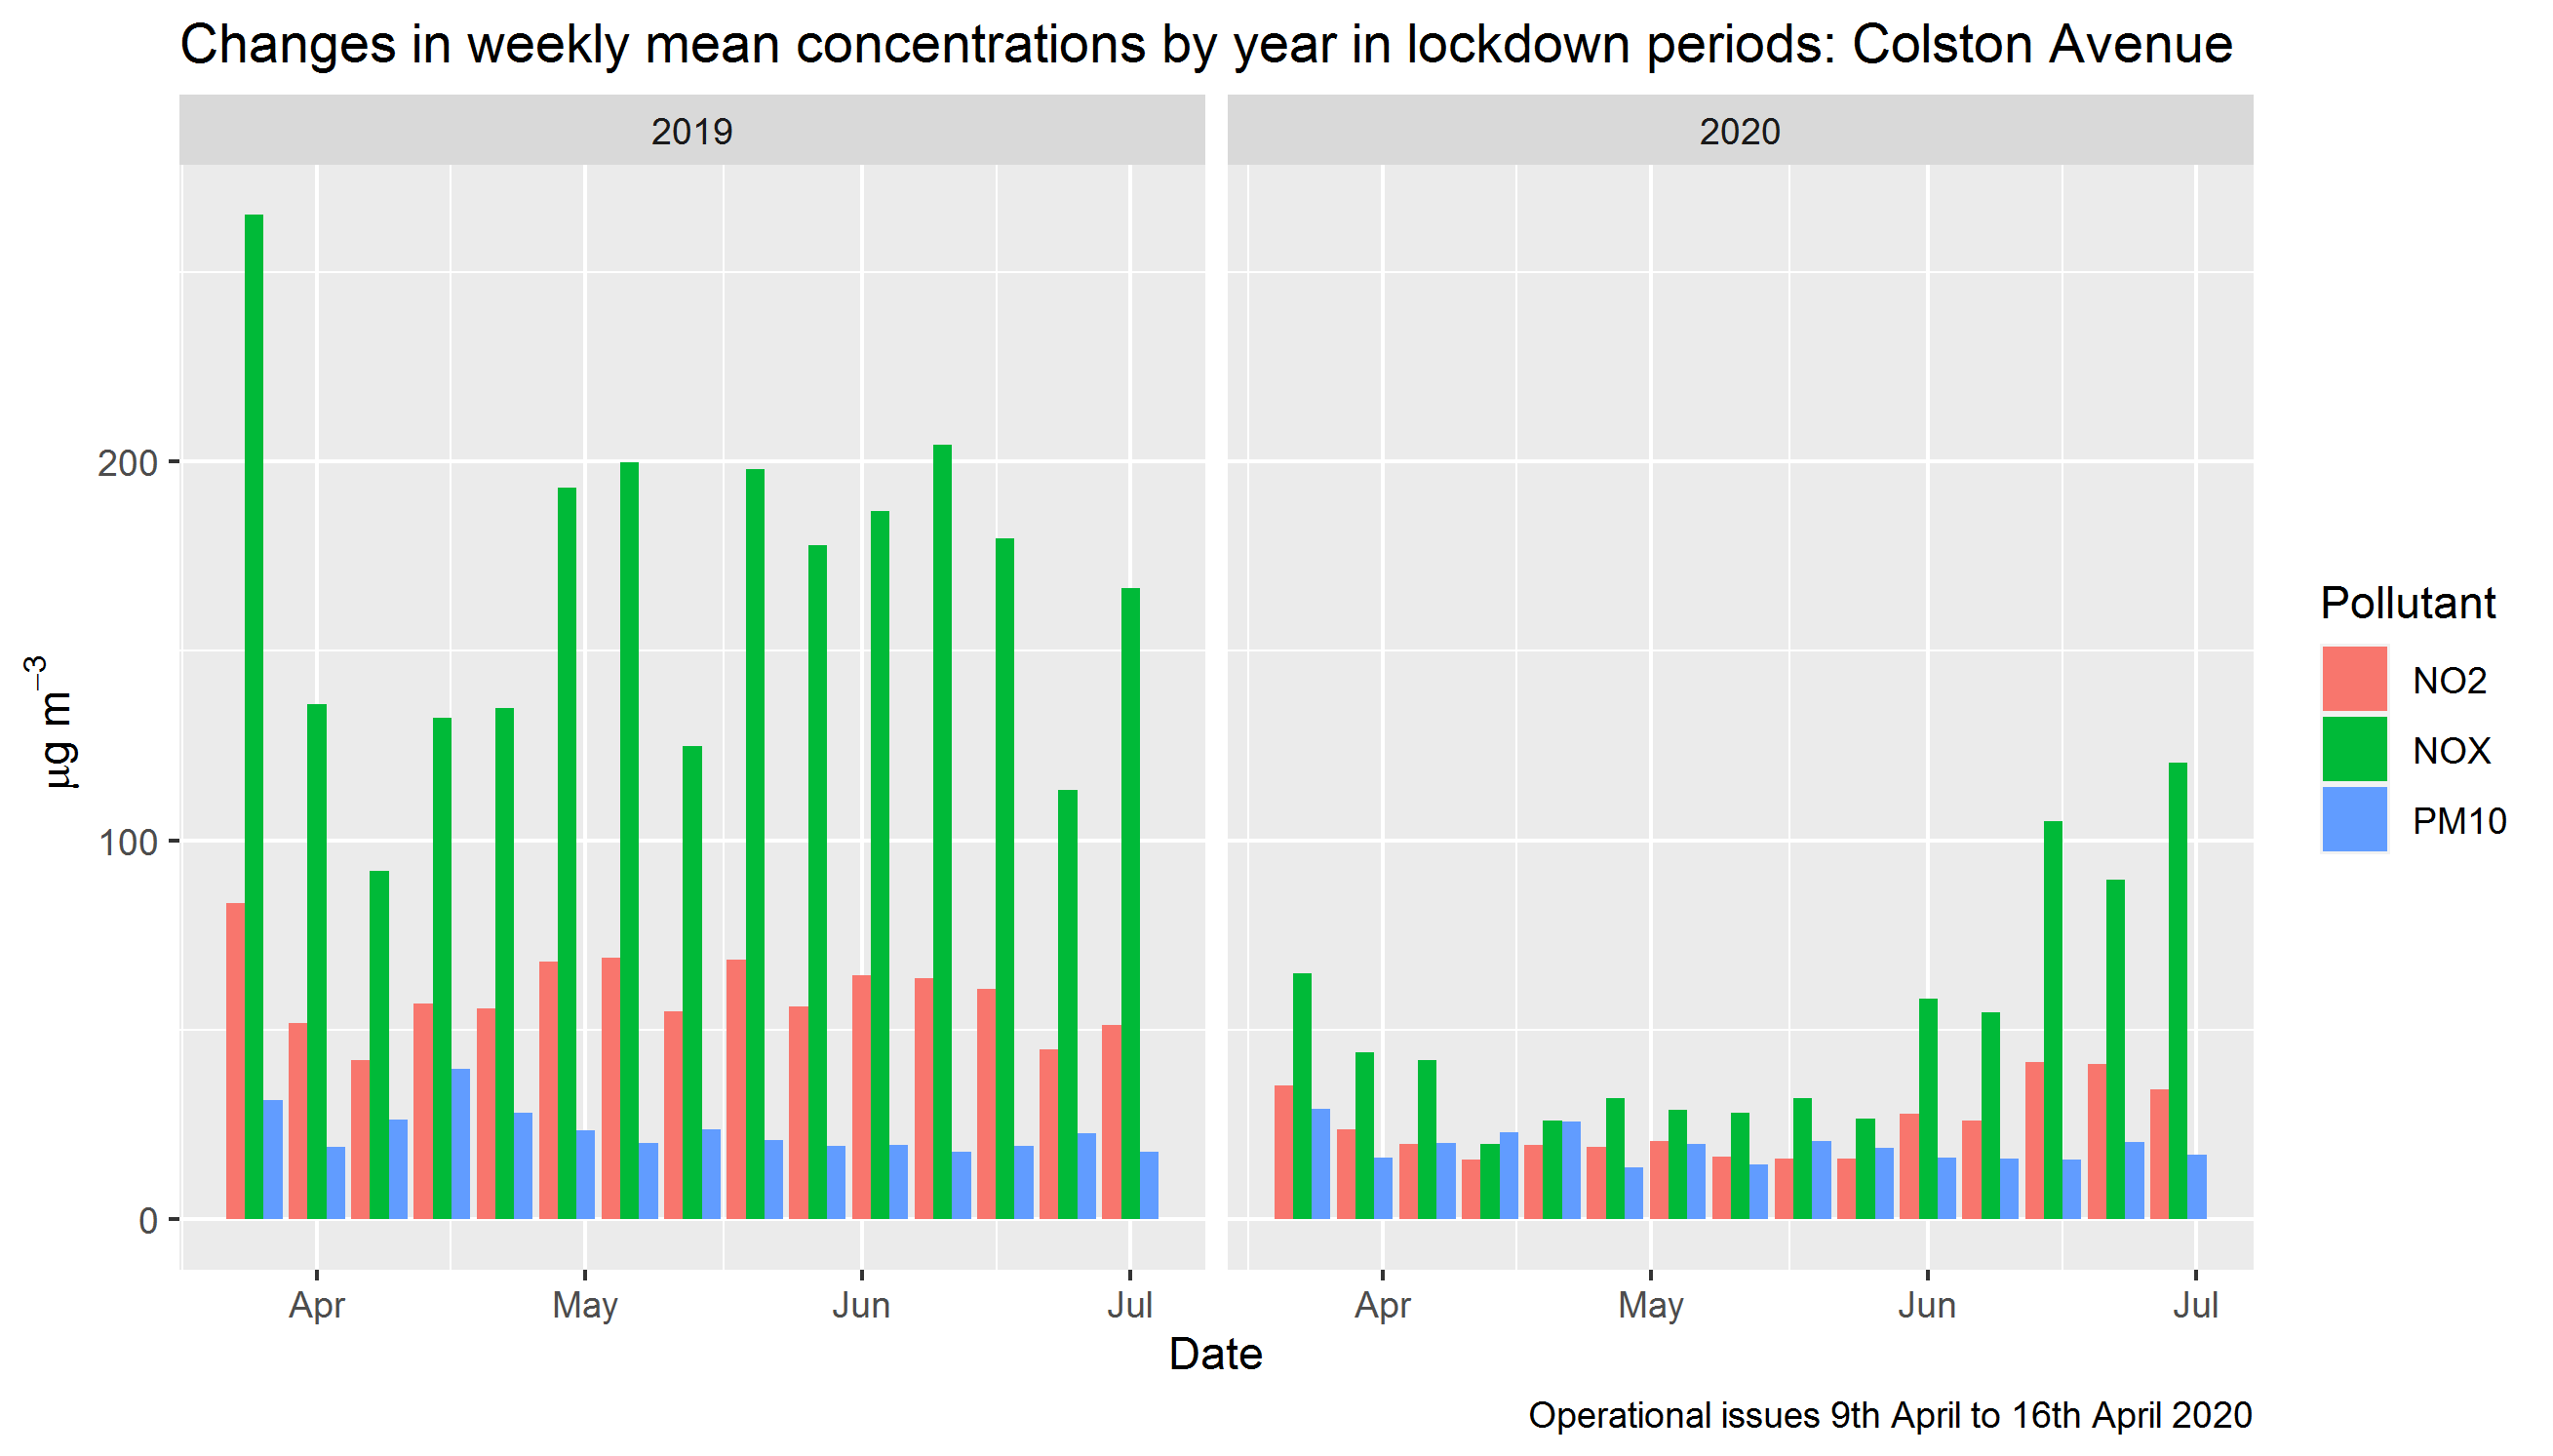 Changes in weekly mean concentrations by year in lockdown periods: Colston Avenue
2019
2020
200
100
0
µg m⁻³
Apr
May
Jun
Jul
Apr
May
Jun
Jul
Date
Pollutant
NO2
NOX
PM10
Operational issues 9th April to 16th April 2020